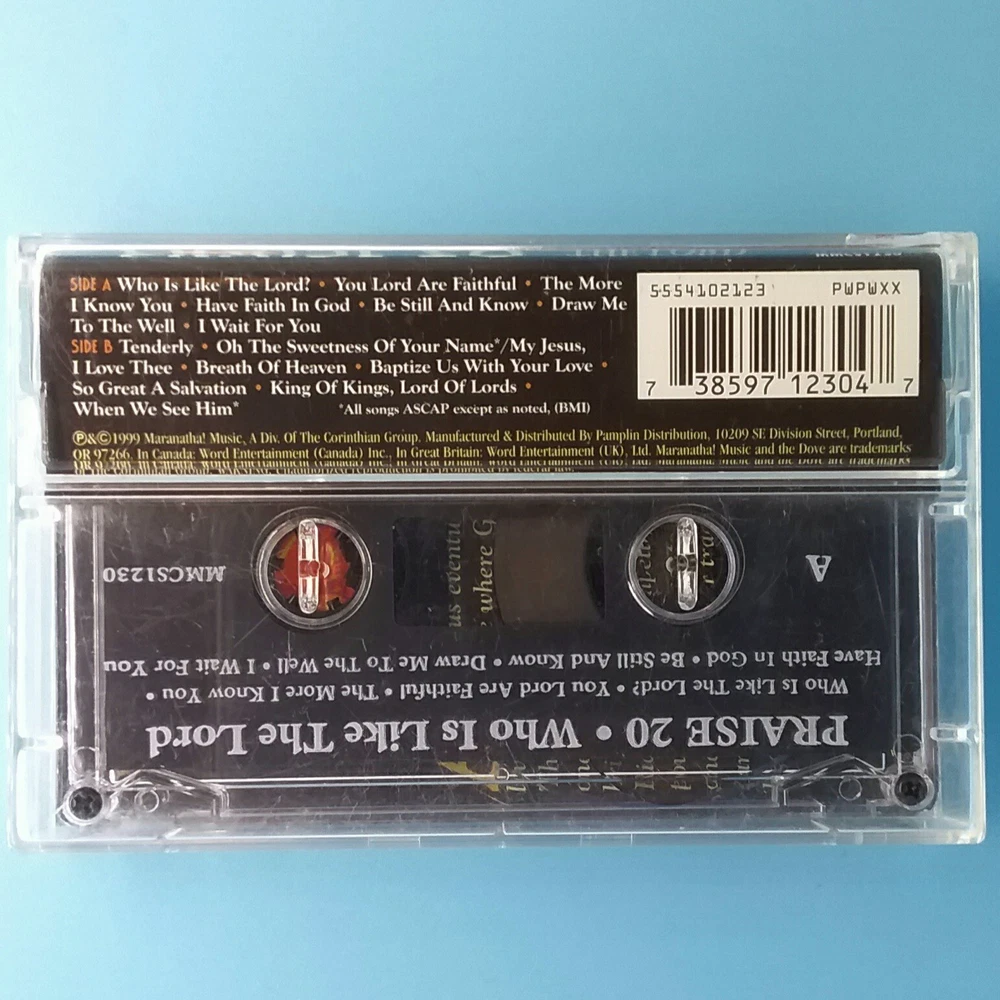 SIDE A Who Is Like The Lord? • You Lord Are Faithful • The More
I Know You • Have Faith In God • Be Still And Know • Draw Me
To The Well • I Wait For You
SIDE B Tenderly • Oh The Sweetness Of Your Name*/My Jesus,
I Love Thee • Breath Of Heaven • Baptize Us With Your Love •
So Great A Salvation • King Of Kings, Lord Of Lords •
When We See Him* *All songs ASCAP except as noted, (BMI)
℗&©1999 Maranatha! Music, A Div. Of The Corinthian Group. Manufactured & Distributed By Pamplin Distribution, 10209 SE Division Street, Portland,
OR 97266. In Canada: Word Entertainment (Canada) Inc., In Great Britain: Word Entertainment (UK), Ltd. Maranatha! Music and the Dove are trademarks
5554102123 PWPWXX
7 38597 12304 7
PRAISE 20 • Who Is Like The Lord
Who Is Like The Lord? • You Lord Are Faithful • The More I Know You •
Have Faith In God • Be Still And Know • Draw Me To The Well • I Wait For You
A
MMCS1230
us eventu
where G